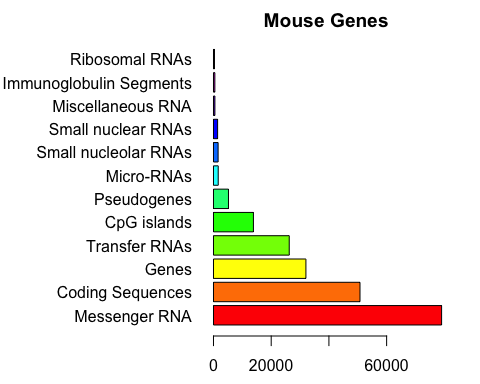 Mouse Genes
Ribosomal RNAs
Immunoglobulin Segments
Miscellaneous RNA
Small nuclear RNAs
Small nucleolar RNAs
Micro-RNAs
Pseudogenes
CpG islands
Transfer RNAs
Genes
Coding Sequences
Messenger RNA
0 20000 60000